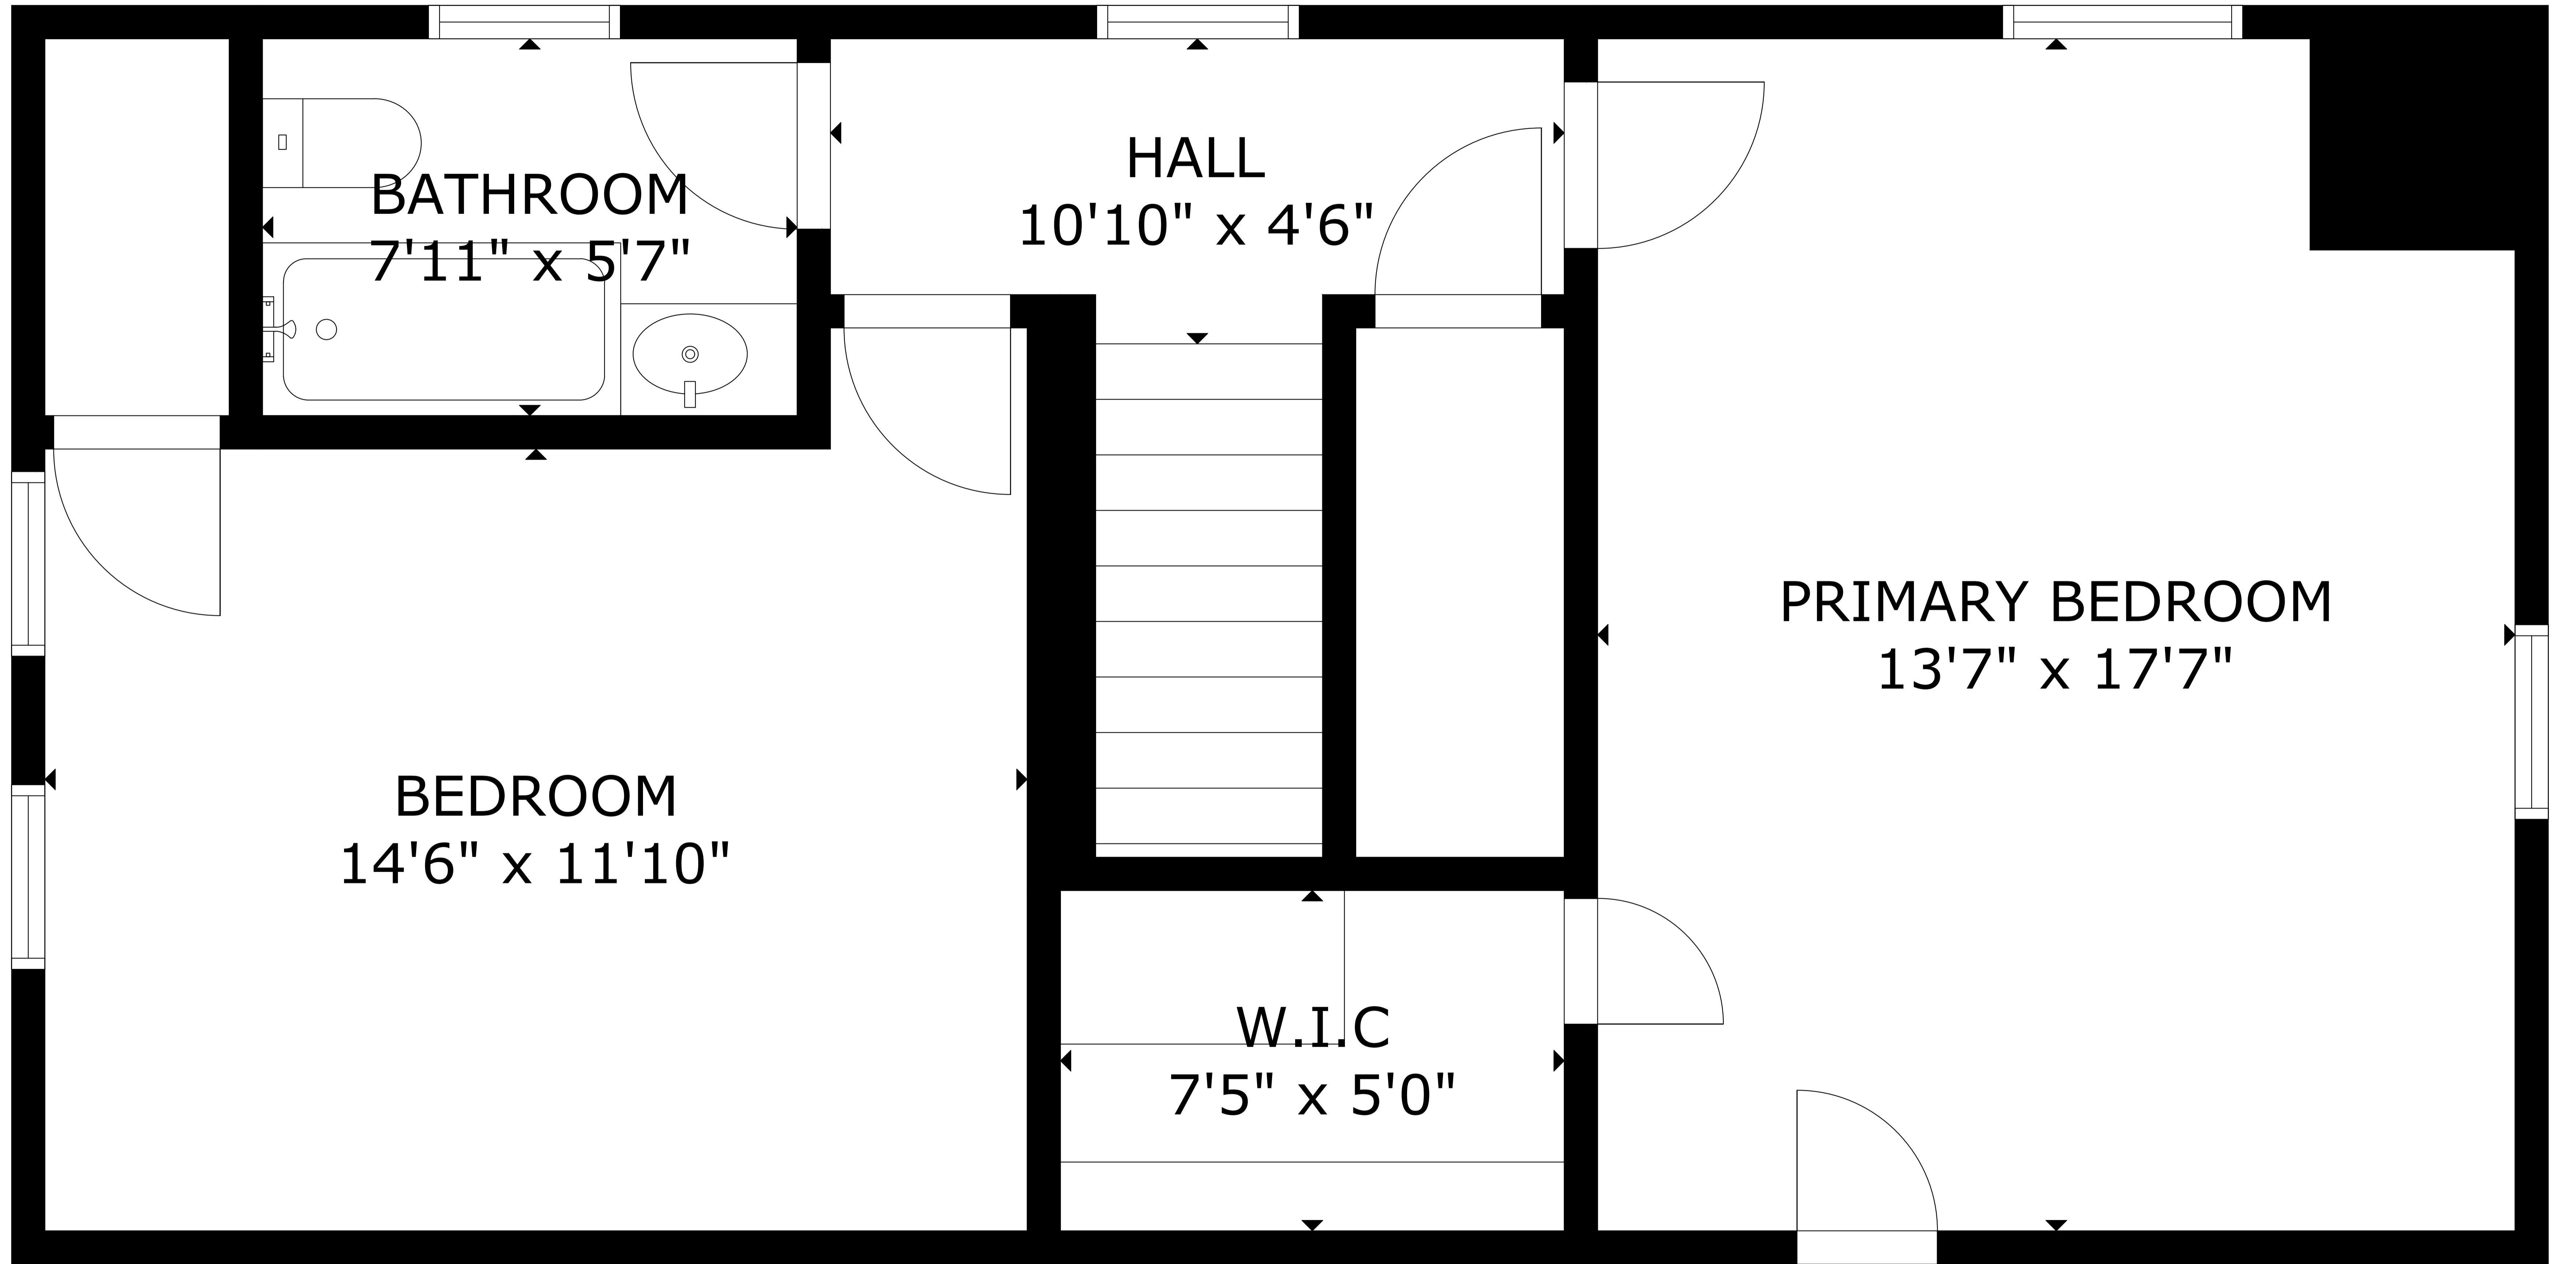 BATHROOM
7'11" x 5'7"
HALL
10'10" x 4'6"
PRIMARY BEDROOM
13'7" x 17'7"
BEDROOM
14'6" x 11'10"
W.I.C
7'5" x 5'0"